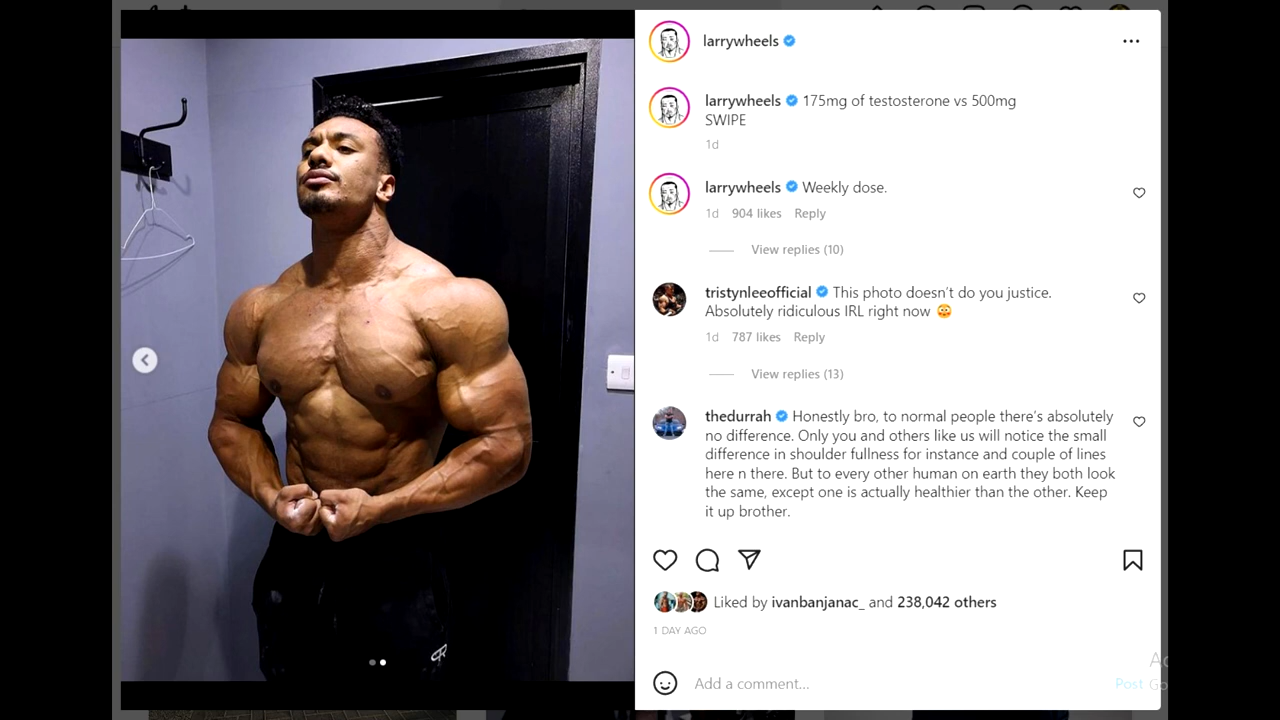 larrywheels
larrywheels 175mg of testosterone vs 500mg
SWIPE
1d
larrywheels Weekly dose.
1d 904 likes Reply
View replies (10)
tristynleeofficial This photo doesn't do you justice.
Absolutely ridiculous IRL right now 😳
1d 787 likes Reply
View replies (13)
thedurrah Honestly bro, to normal people there's absolutely
no difference. Only you and others like us will notice the small
difference in shoulder fullness for instance and couple of lines
here n there. But to every other human on earth they both look
the same, except one is actually healthier than the other. Keep
it up brother.
Liked by ivanbanjanac_ and 238,042 others
1 DAY AGO
Add a comment...
Post